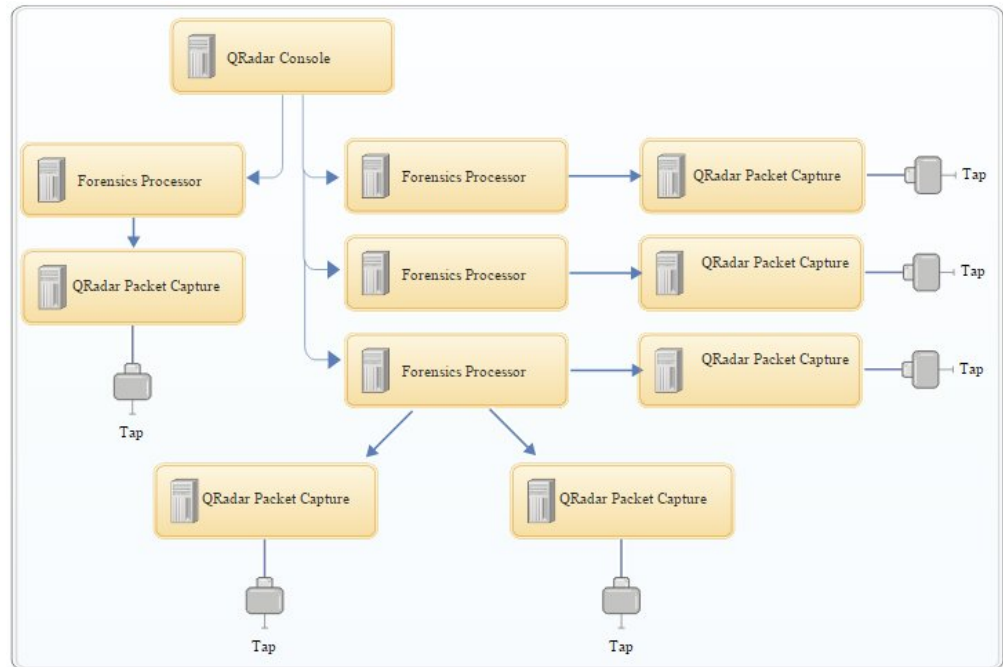 QRadar Console
Forensics Processor
Forensics Processor
QRadar Packet Capture
Tap
QRadar Packet Capture
Tap
Forensics Processor
QRadar Packet Capture
Tap
Forensics Processor
QRadar Packet Capture
Tap
QRadar Packet Capture
Tap
QRadar Packet Capture
Tap